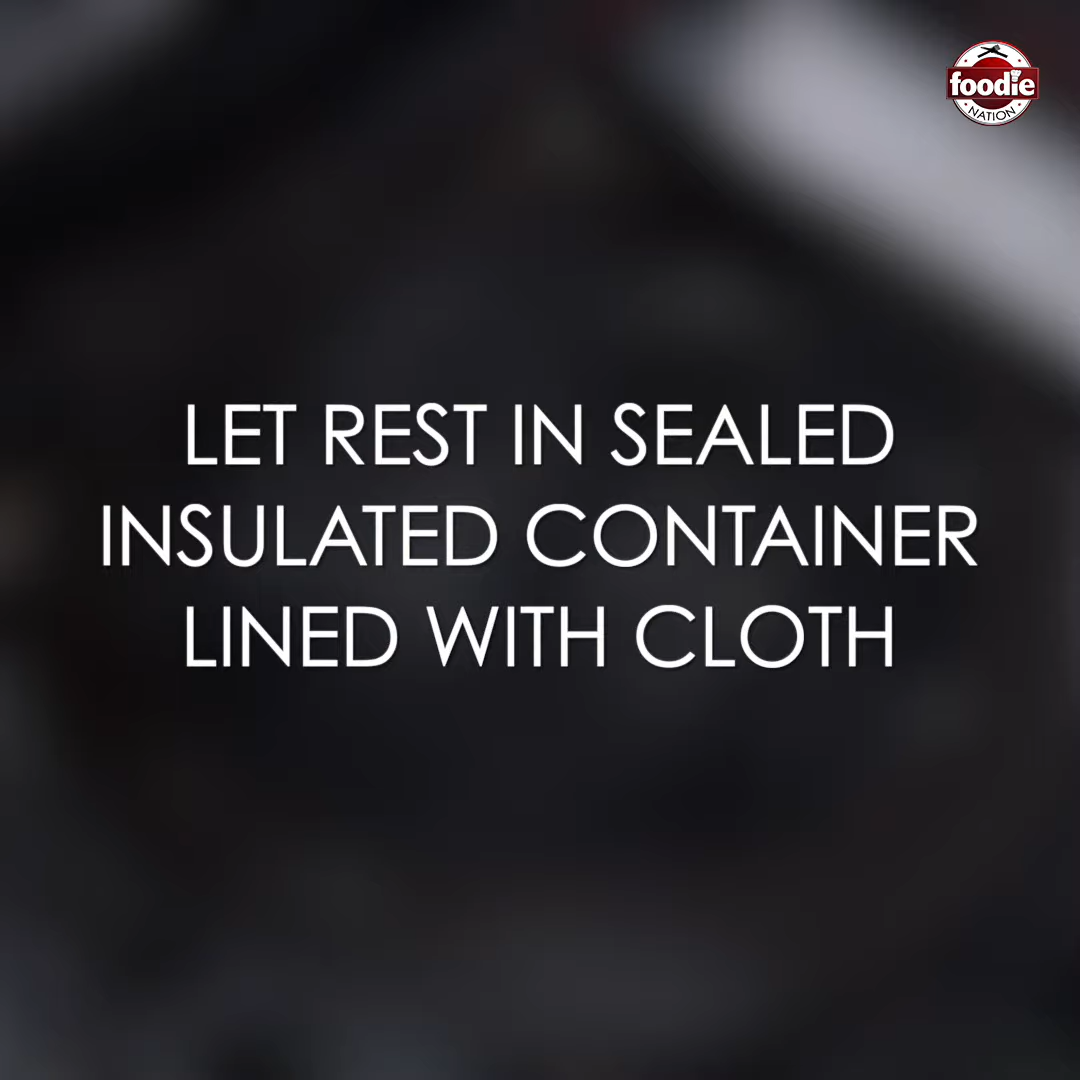 foodie
NATION
LET REST IN SEALED
INSULATED CONTAINER
LINED WITH CLOTH